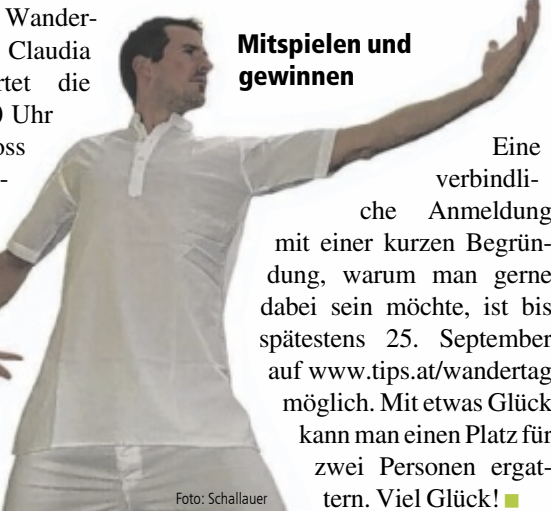 Wander-
Claudia
die
Uhr
Mitspielen und
gewinnen
Eine
verbindli-
che Anmeldung
mit einer kurzen Begrün-
dung, warum man gerne
dabei sein möchte, ist bis
spätestens 25. September
auf www.tips.at/wandertag
möglich. Mit etwas Glück
kann man einen Platz für
zwei Personen ergat-
tern. Viel Glück!
Foto: Schallauer